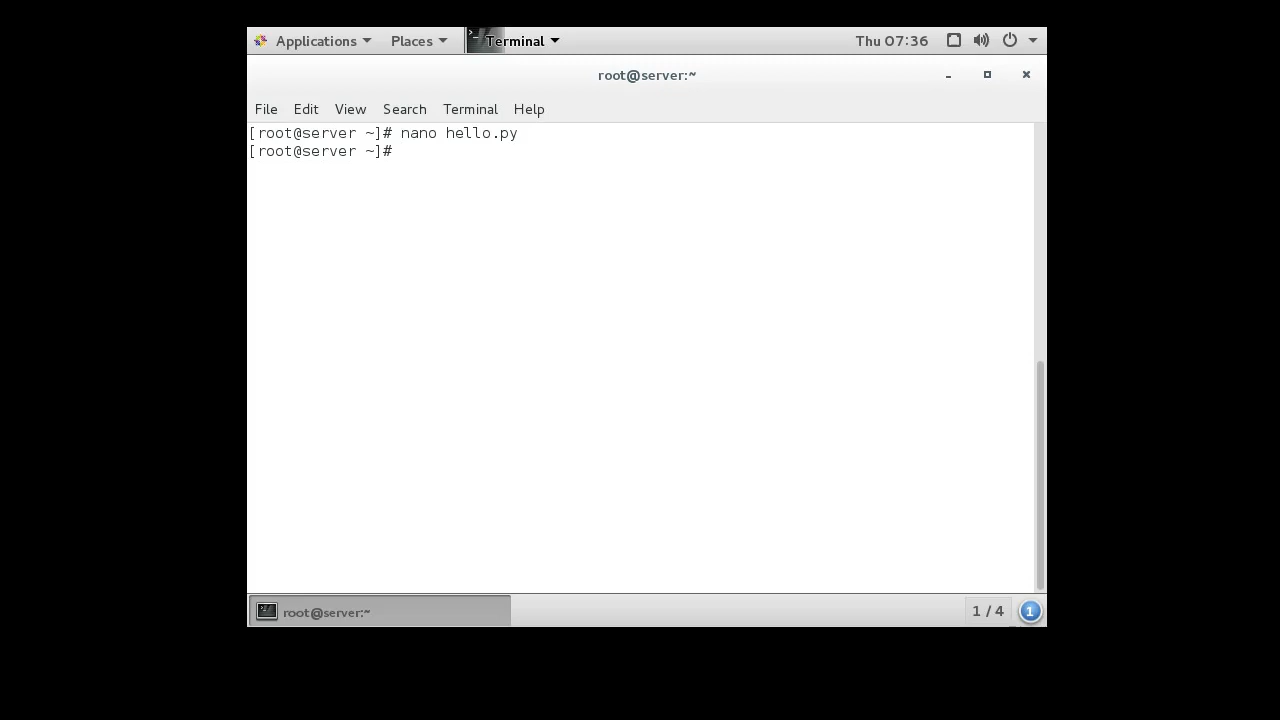 Applications Places Terminal Thu 07:36
root@server:~
File Edit View Search Terminal Help
[root@server ~]# nano hello.py
[root@server ~]#
root@server:~ 1 / 4 1